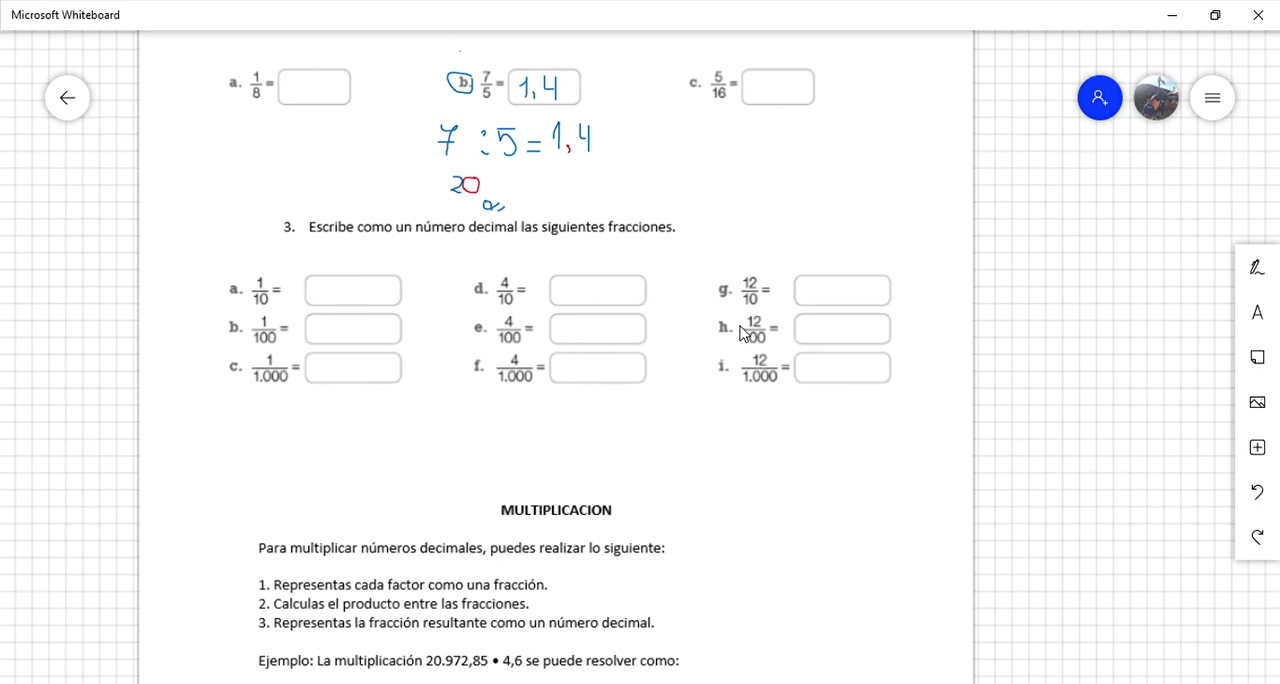 Microsoft Whiteboard
a. 1/8 =
b. 7/5 = 1,4
c. 5/16 =
7 : 5 = 1,4
20
3. Escribe como un número decimal las siguientes fracciones.
a. 1/10 =
d. 4/10 =
g. 12/10 =
b. 1/100 =
e. 4/100 =
h. 12/100 =
c. 1/1.000 =
f. 4/1.000 =
i. 12/1.000 =
MULTIPLICACION
Para multiplicar números decimales, puedes realizar lo siguiente:
1. Representas cada factor como una fracción.
2. Calculas el producto entre las fracciones.
3. Representas la fracción resultante como un número decimal.
Ejemplo: La multiplicación 20.972,85 • 4,6 se puede resolver como: